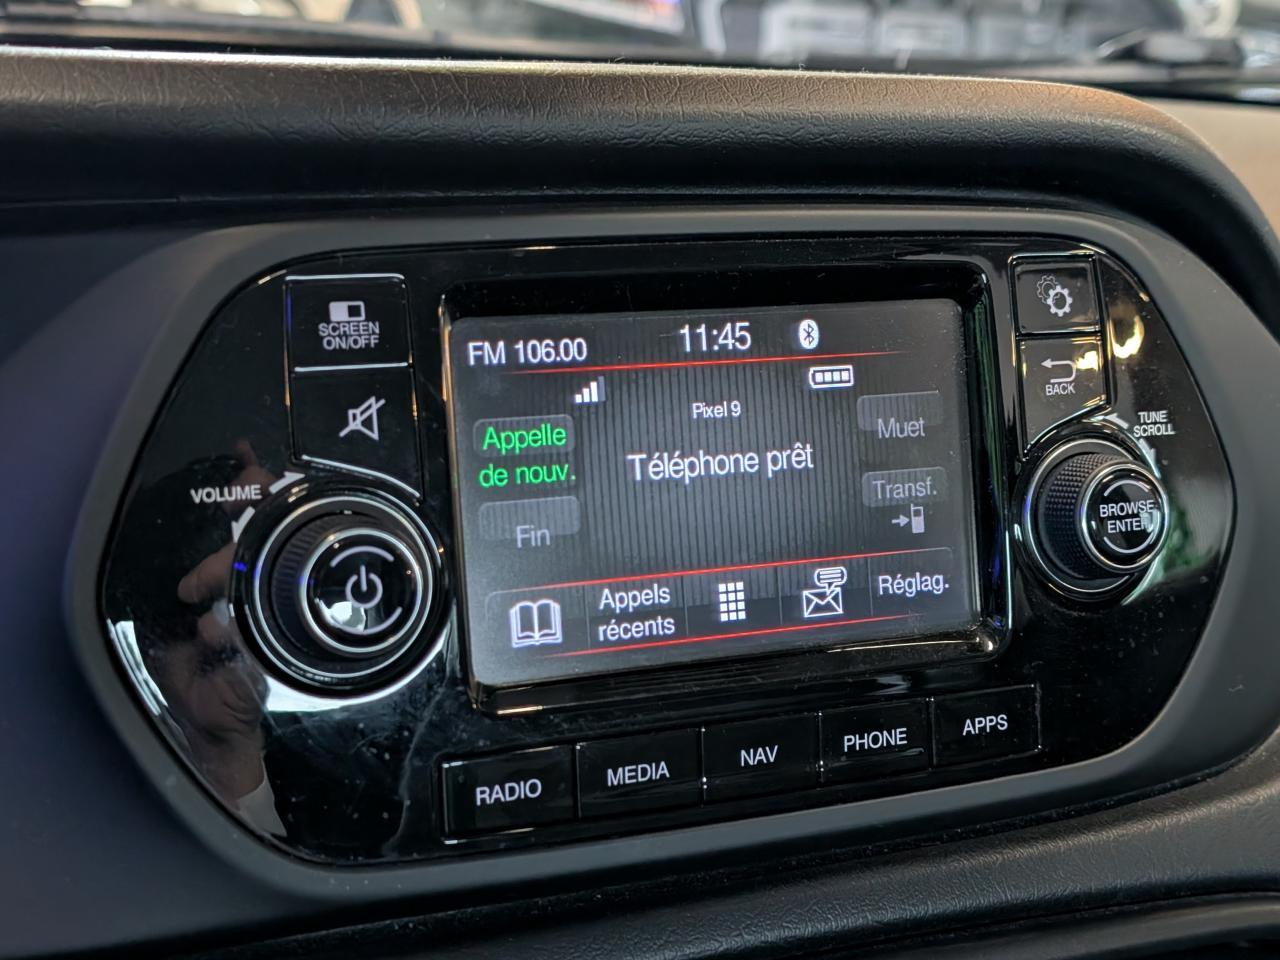 SCREEN
ON/OFF
VOLUME
FM 106.00
11:45
Pixel 9
Appelle
de nouv.
Téléphone prêt
Muet
Fin
Transf.
Appels
récents
Réglag.
BACK
TUNE
SCROLL
BROWSE
ENTER
RADIO
MEDIA
NAV
PHONE
APPS